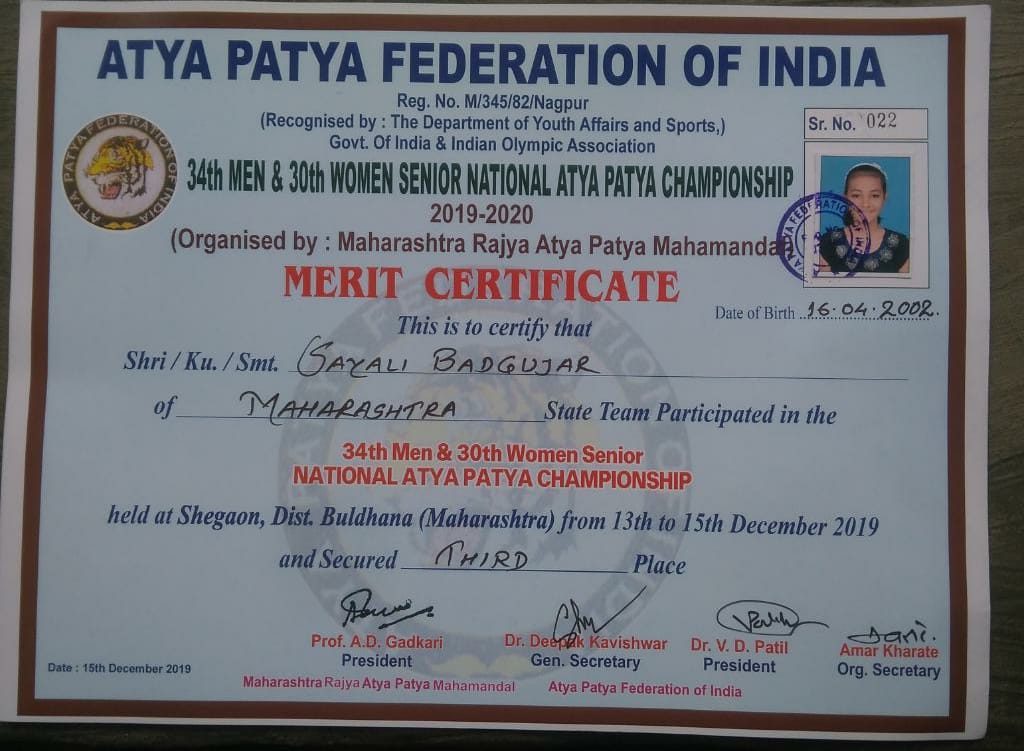 ATYA PATYA FEDERATION OF INDIA
Reg. No. M/345/82/Nagpur
(Recognised by : The Department of Youth Affairs and Sports,)
Govt. Of India & Indian Olympic Association
Sr. No. 022
ATYA PATYA FEDERATION OF INDIA
34th MEN & 30th WOMEN SENIOR NATIONAL ATYA PATYA CHAMPIONSHIP
2019-2020
(Organised by : Maharashtra Rajya Atya Patya Mahamandal)
MERIT CERTIFICATE
Date of Birth 16.04.2002.
This is to certify that
Shri / Ku. / Smt. SAYALI BADGUJAR
of MAHARASHTRA State Team Participated in the
34th Men & 30th Women Senior
NATIONAL ATYA PATYA CHAMPIONSHIP
held at Shegaon, Dist. Buldhana (Maharashtra) from 13th to 15th December 2019
and Secured THIRD Place
Prof. A.D. Gadkari Dr. Deepak Kavishwar Dr. V. D. Patil Amar Kharate
President Gen. Secretary President Org. Secretary
Date : 15th December 2019
Maharashtra Rajya Atya Patya Mahamandal Atya Patya Federation of India